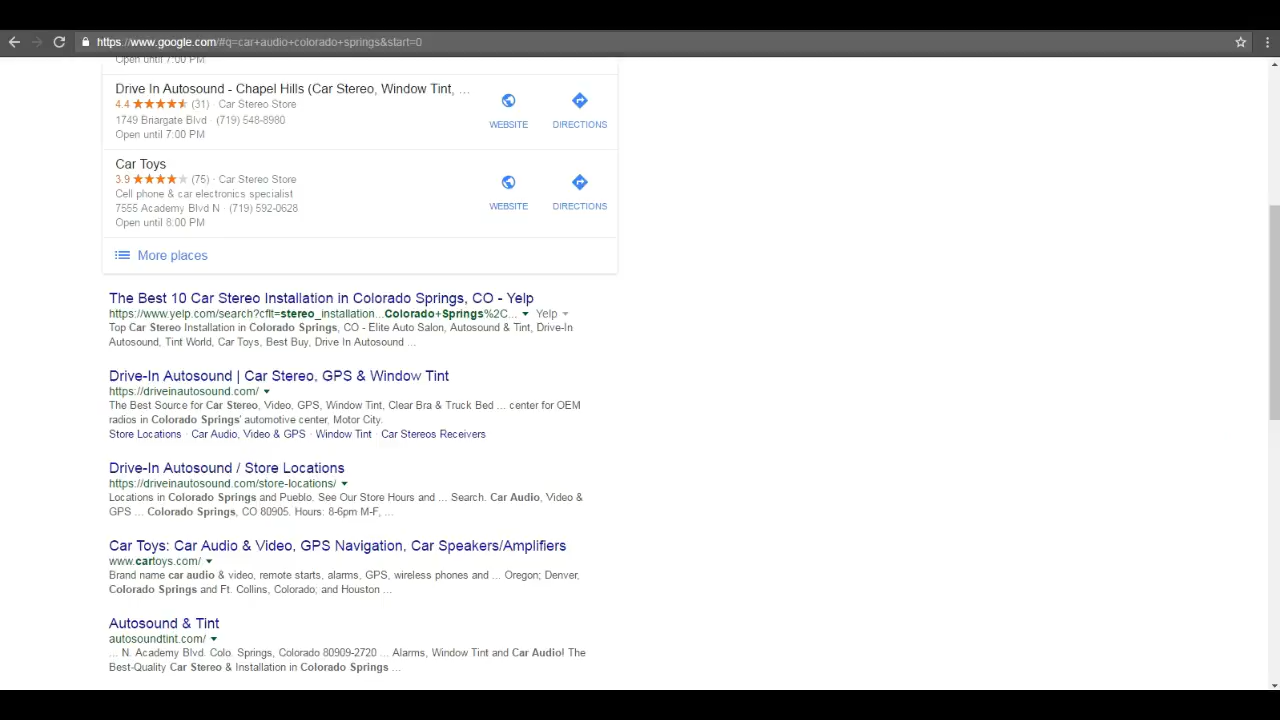 https://www.google.com/#q=car+audio+colorado+springs&start=0
Open until 7:00 PM
Drive In Autosound - Chapel Hills (Car Stereo, Window Tint, ...
4.4 (31) · Car Stereo Store
1749 Briargate Blvd · (719) 548-8980
Open until 7:00 PM
WEBSITE
DIRECTIONS
Car Toys
3.9 (75) · Car Stereo Store
Cell phone & car electronics specialist
7555 Academy Blvd N · (719) 592-0628
Open until 6:00 PM
WEBSITE
DIRECTIONS
More places
The Best 10 Car Stereo Installation in Colorado Springs, CO - Yelp
https://www.yelp.com/search?cflt=stereo_installation...Colorado+Springs%2C... Yelp
Top Car Stereo Installation in Colorado Springs, CO - Elite Auto Salon, Autosound & Tint, Drive-In
Autosound, Tint World, Car Toys, Best Buy, Drive In Autosound ...
Drive-In Autosound | Car Stereo, GPS & Window Tint
https://driveinautosound.com/
The Best Source for Car Stereo, Video, GPS, Window Tint, Clear Bra & Truck Bed ... center for OEM
radios in Colorado Springs' automotive center, Motor City.
Store Locations · Car Audio, Video & GPS · Window Tint · Car Stereos Receivers
Drive-In Autosound / Store Locations
https://driveinautosound.com/store-locations/
Locations in Colorado Springs and Pueblo. See Our Store Hours and ... Search. Car Audio, Video &
GPS ... Colorado Springs, CO 80905. Hours: 8-6pm M-F, ...
Car Toys: Car Audio & Video, GPS Navigation, Car Speakers/Amplifiers
www.cartoys.com/
Brand name car audio & video, remote starts, alarms, GPS, wireless phones and ... Oregon; Denver,
Colorado Springs and Ft. Collins, Colorado; and Houston ...
Autosound & Tint
autosoundtint.com/
... N. Academy Blvd. Colo. Springs, Colorado 80909-2720 ... Alarms, Window Tint and Car Audio! The
Best-Quality Car Stereo & Installation in Colorado Springs ...